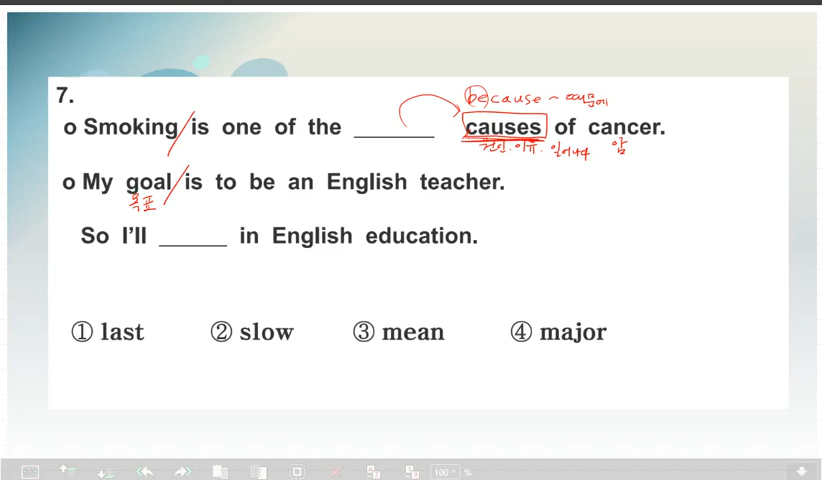 7.
because ~ 때문에
o Smoking / is one of the ______ causes of cancer.
원인. 이유. 일어나다 암
o My goal / is to be an English teacher.
목표
So I'll _____ in English education.
① last ② slow ③ mean ④ major
100 %